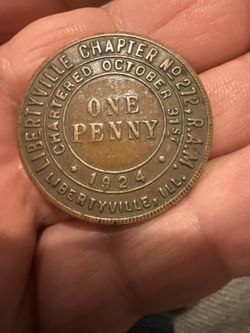 LIBERTYVILLE CHAPTER No 272, R.A.M.
CHARTERED OCTOBER 31ST
ONE
PENNY
• 1924 •
LIBERTYVILLE, ILL.